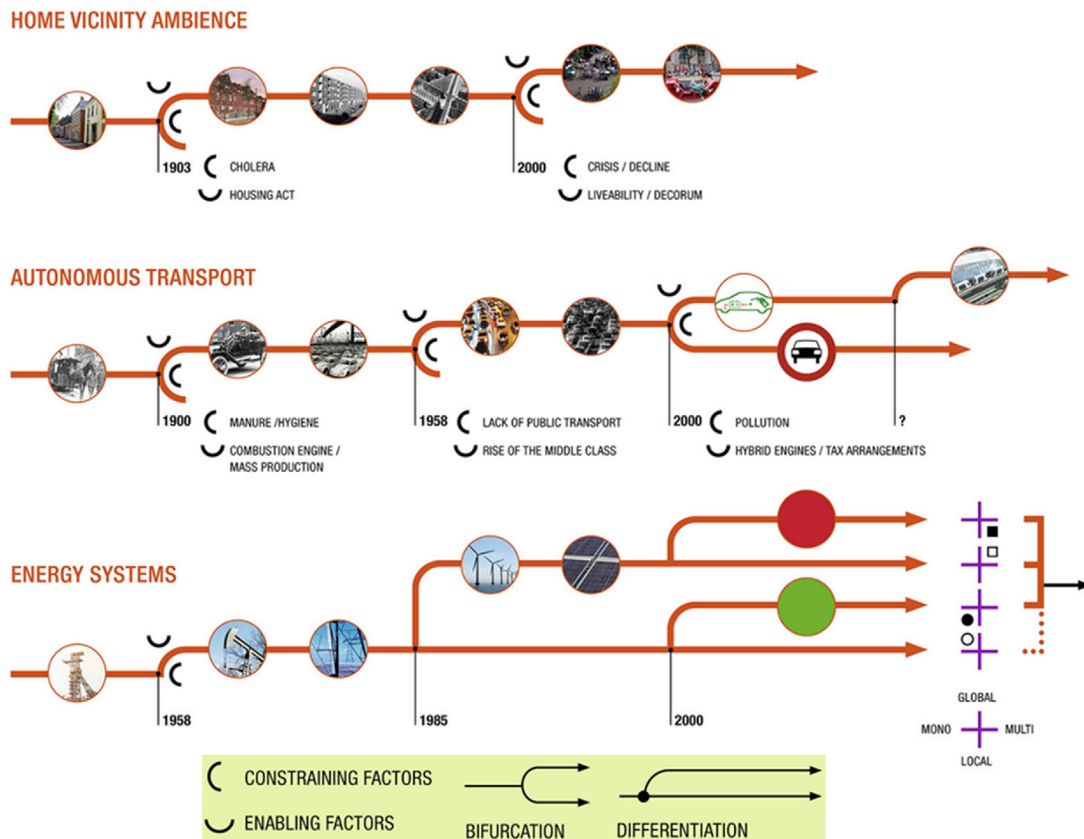 HOME VICINITY AMBIENCE
1903
CHOLERA
HOUSING ACT
2000
CRISIS / DECLINE
LIVEABILITY / DECORUM
AUTONOMOUS TRANSPORT
1900
MANURE /HYGIENE
COMBUSTION ENGINE /
MASS PRODUCTION
1958
LACK OF PUBLIC TRANSPORT
RISE OF THE MIDDLE CLASS
2000
POLLUTION
HYBRID ENGINES / TAX ARRANGEMENTS
?
ENERGY SYSTEMS
1958
1985
2000
GLOBAL
MONO
MULTI
LOCAL
CONSTRAINING FACTORS
ENABLING FACTORS
BIFURCATION
DIFFERENTIATION